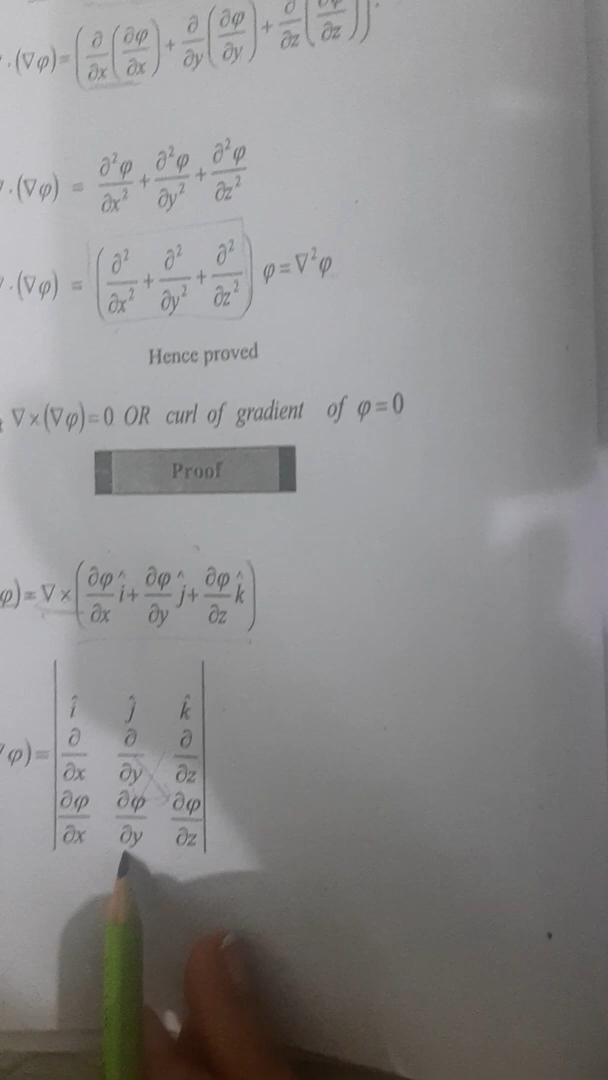 .(∇φ)=(∂/∂x(∂φ/∂x)+∂/∂y(∂φ/∂y)+∂/∂z(∂φ/∂z)).
.(∇φ) = ∂²φ/∂x²+∂²φ/∂y²+∂²φ/∂z²
.(∇φ) = (∂²/∂x²+∂²/∂y²+∂²/∂z²) φ=∇²φ
Hence proved
∇×(∇φ)=0 OR curl of gradient of φ=0
Proof
φ)=∇×(∂φ/∂x î+∂φ/∂y ĵ+∂φ/∂z k̂)
î ĵ k̂
φ)=|∂/∂x ∂/∂y ∂/∂z|
∂φ/∂x ∂φ/∂y ∂φ/∂z